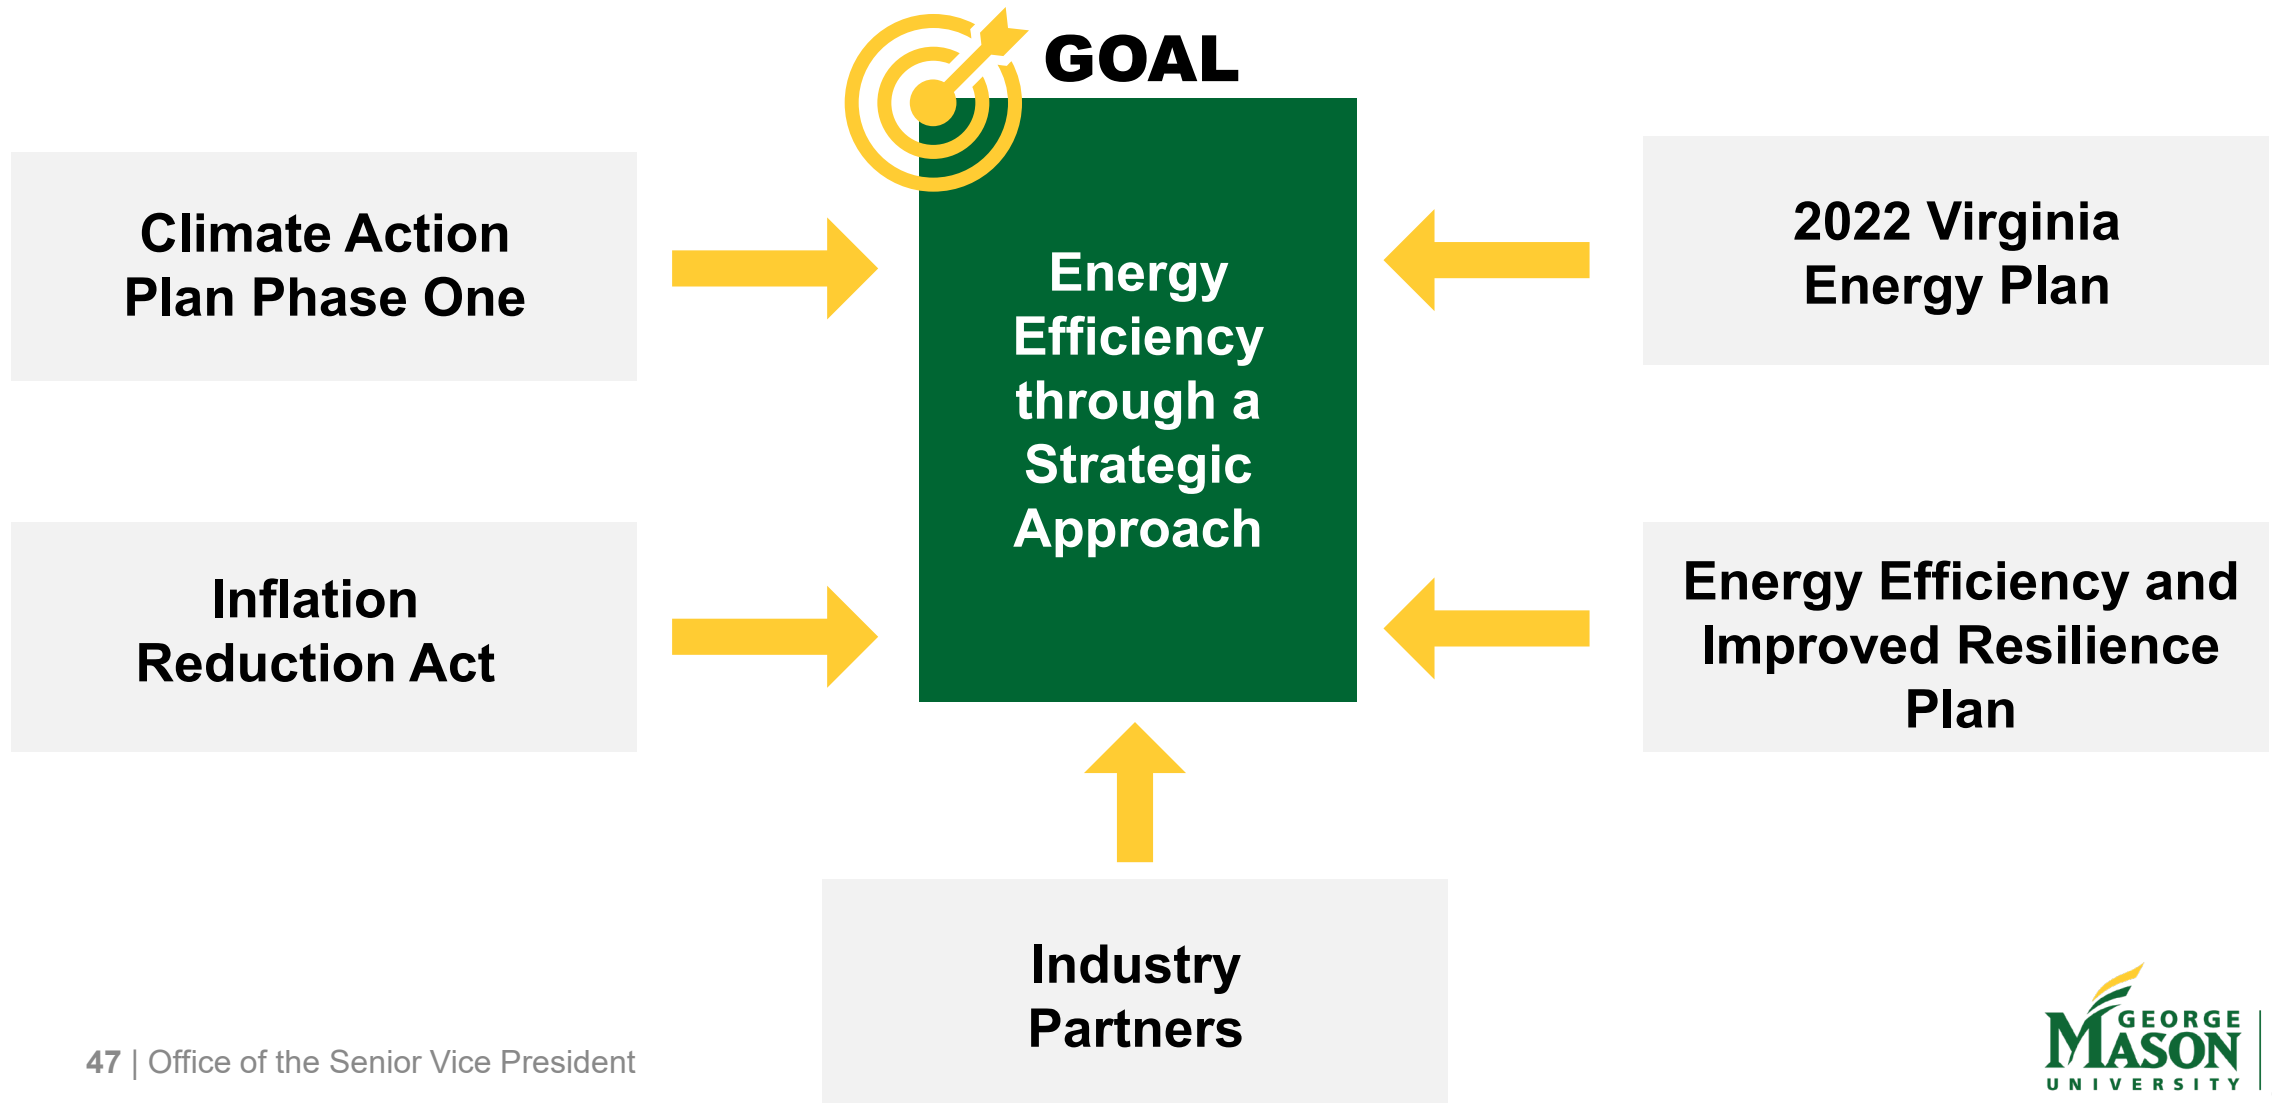 GOAL
Climate Action
Plan Phase One
Energy
Efficiency
through a
Strategic
Approach
2022 Virginia
Energy Plan
Inflation
Reduction Act
Energy Efficiency and
Improved Resilience
Plan
Industry
Partners
47 | Office of the Senior Vice President
GEORGE
MASON
UNIVERSITY